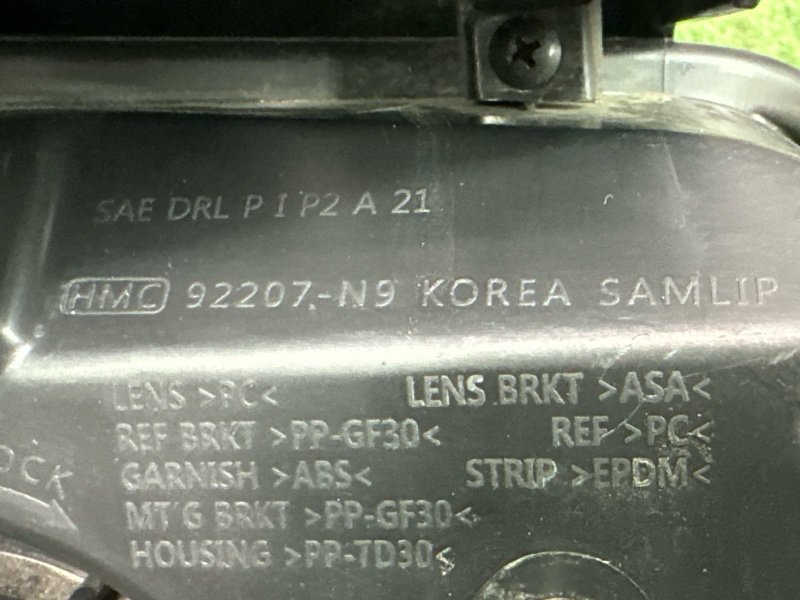 SAE DRL P I P2 A 21
HMC 92207-N9 KOREA SAMLIP
LENS >PC< LENS BRKT >ASA<
REF BRKT >PP-GF30< REF >PC<
GARNISH >ABS< STRIP >EPDM<
MT'G BRKT >PP-GF30<
HOUSING >PP-TD30<